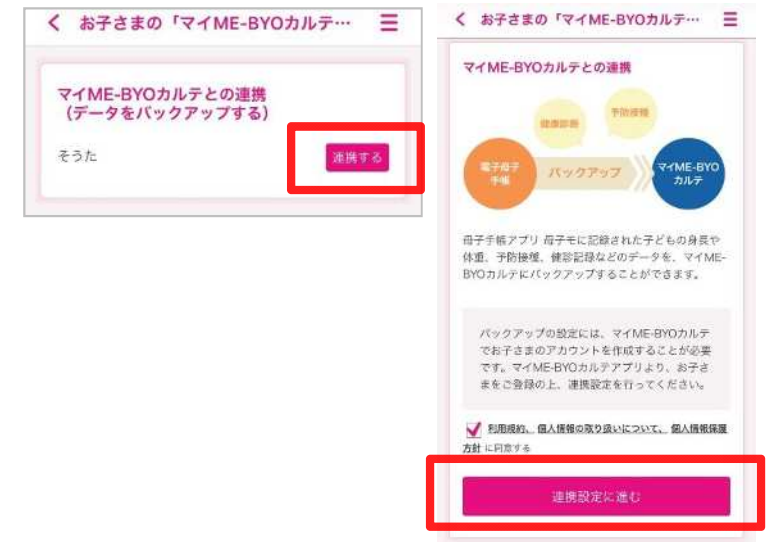 お子さまの「マイME-BYOカルテ…
マイME-BYOカルテとの連携
（データをバックアップする）
そうた
連携する
お子さまの「マイME-BYOカルテ…
マイME-BYOカルテとの連携
健康診断
予防接種
電子母子
手帳
バックアップ
マイME-BYO
カルテ
母子手帳アプリ 母子モに記録された子どもの身長や
体重、予防接種、健診記録などのデータを、マイME-
BYOカルテにバックアップすることができます。
バックアップの設定には、マイME-BYOカルテ
でお子さまのアカウントを作成することが必要
です。マイME-BYOカルテアプリより、お子さ
まをご登録の上、連携設定を行ってください。
利用規約、個人情報の取り扱いについて、個人情報保護
方針 に同意する
連携設定に進む